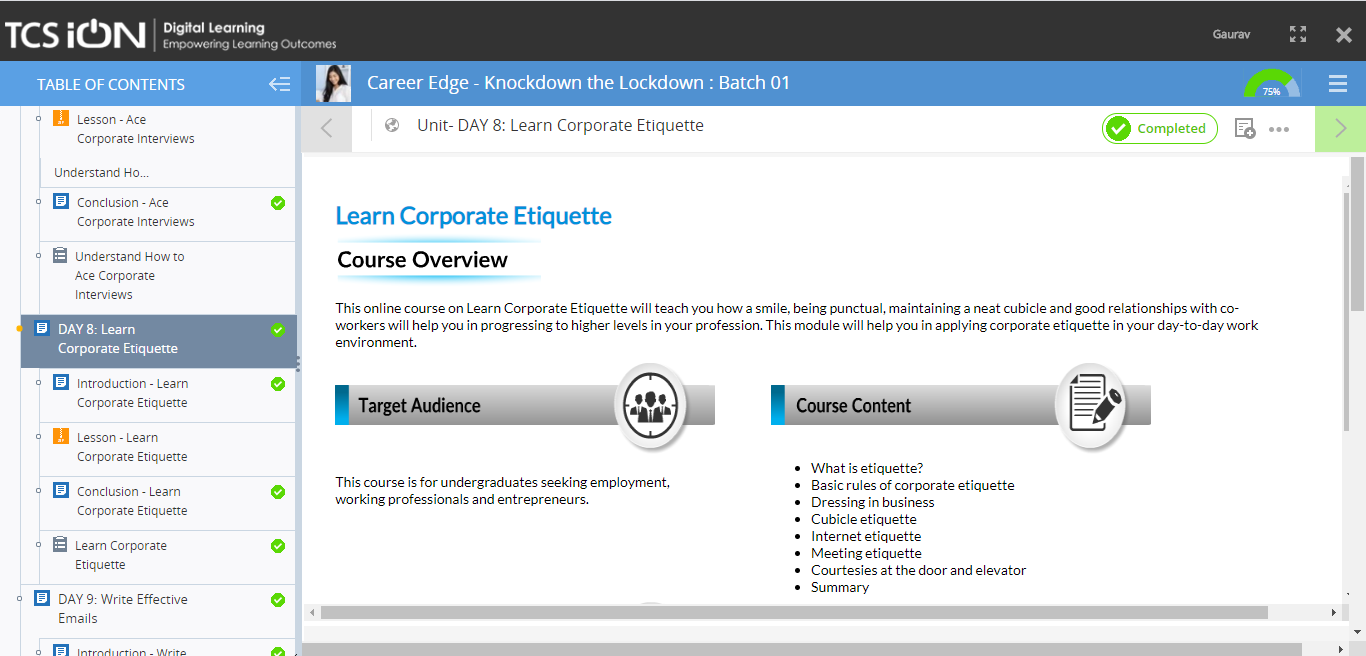 TCS iON
Digital Learning
Empowering Learning Outcomes
Gaurav
TABLE OF CONTENTS
Career Edge - Knockdown the Lockdown : Batch 01
75%
Lesson - Ace
Corporate Interviews
Understand Ho...
Conclusion - Ace
Corporate Interviews
Understand How to
Ace Corporate
Interviews
DAY 8: Learn
Corporate Etiquette
Introduction - Learn
Corporate Etiquette
Lesson - Learn
Corporate Etiquette
Conclusion - Learn
Corporate Etiquette
Learn Corporate
Etiquette
DAY 9: Write Effective
Emails
Introduction - Write
Unit- DAY 8: Learn Corporate Etiquette
Completed
Learn Corporate Etiquette
Course Overview
This online course on Learn Corporate Etiquette will teach you how a smile, being punctual, maintaining a neat cubicle and good relationships with co-
workers will help you in progressing to higher levels in your profession. This module will help you in applying corporate etiquette in your day-to-day work
environment.
Target Audience
This course is for undergraduates seeking employment,
working professionals and entrepreneurs.
Course Content
• What is etiquette?
• Basic rules of corporate etiquette
• Dressing in business
• Cubicle etiquette
• Internet etiquette
• Meeting etiquette
• Courtesies at the door and elevator
• Summary